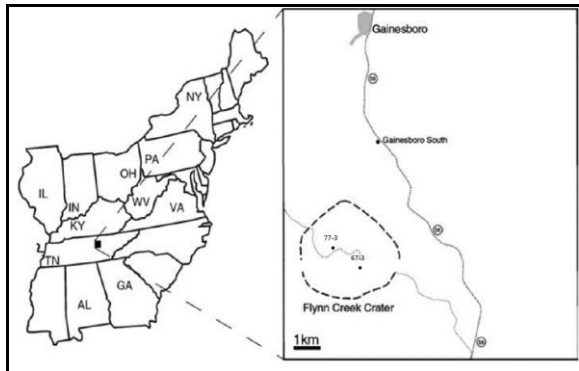 NY
PA
OH
IL
IN
WV
VA
KY
TN
AL
GA
Gainesboro
56
Gainesboro South
56
77-3
67-3
Flynn Creek Crater
1km
56